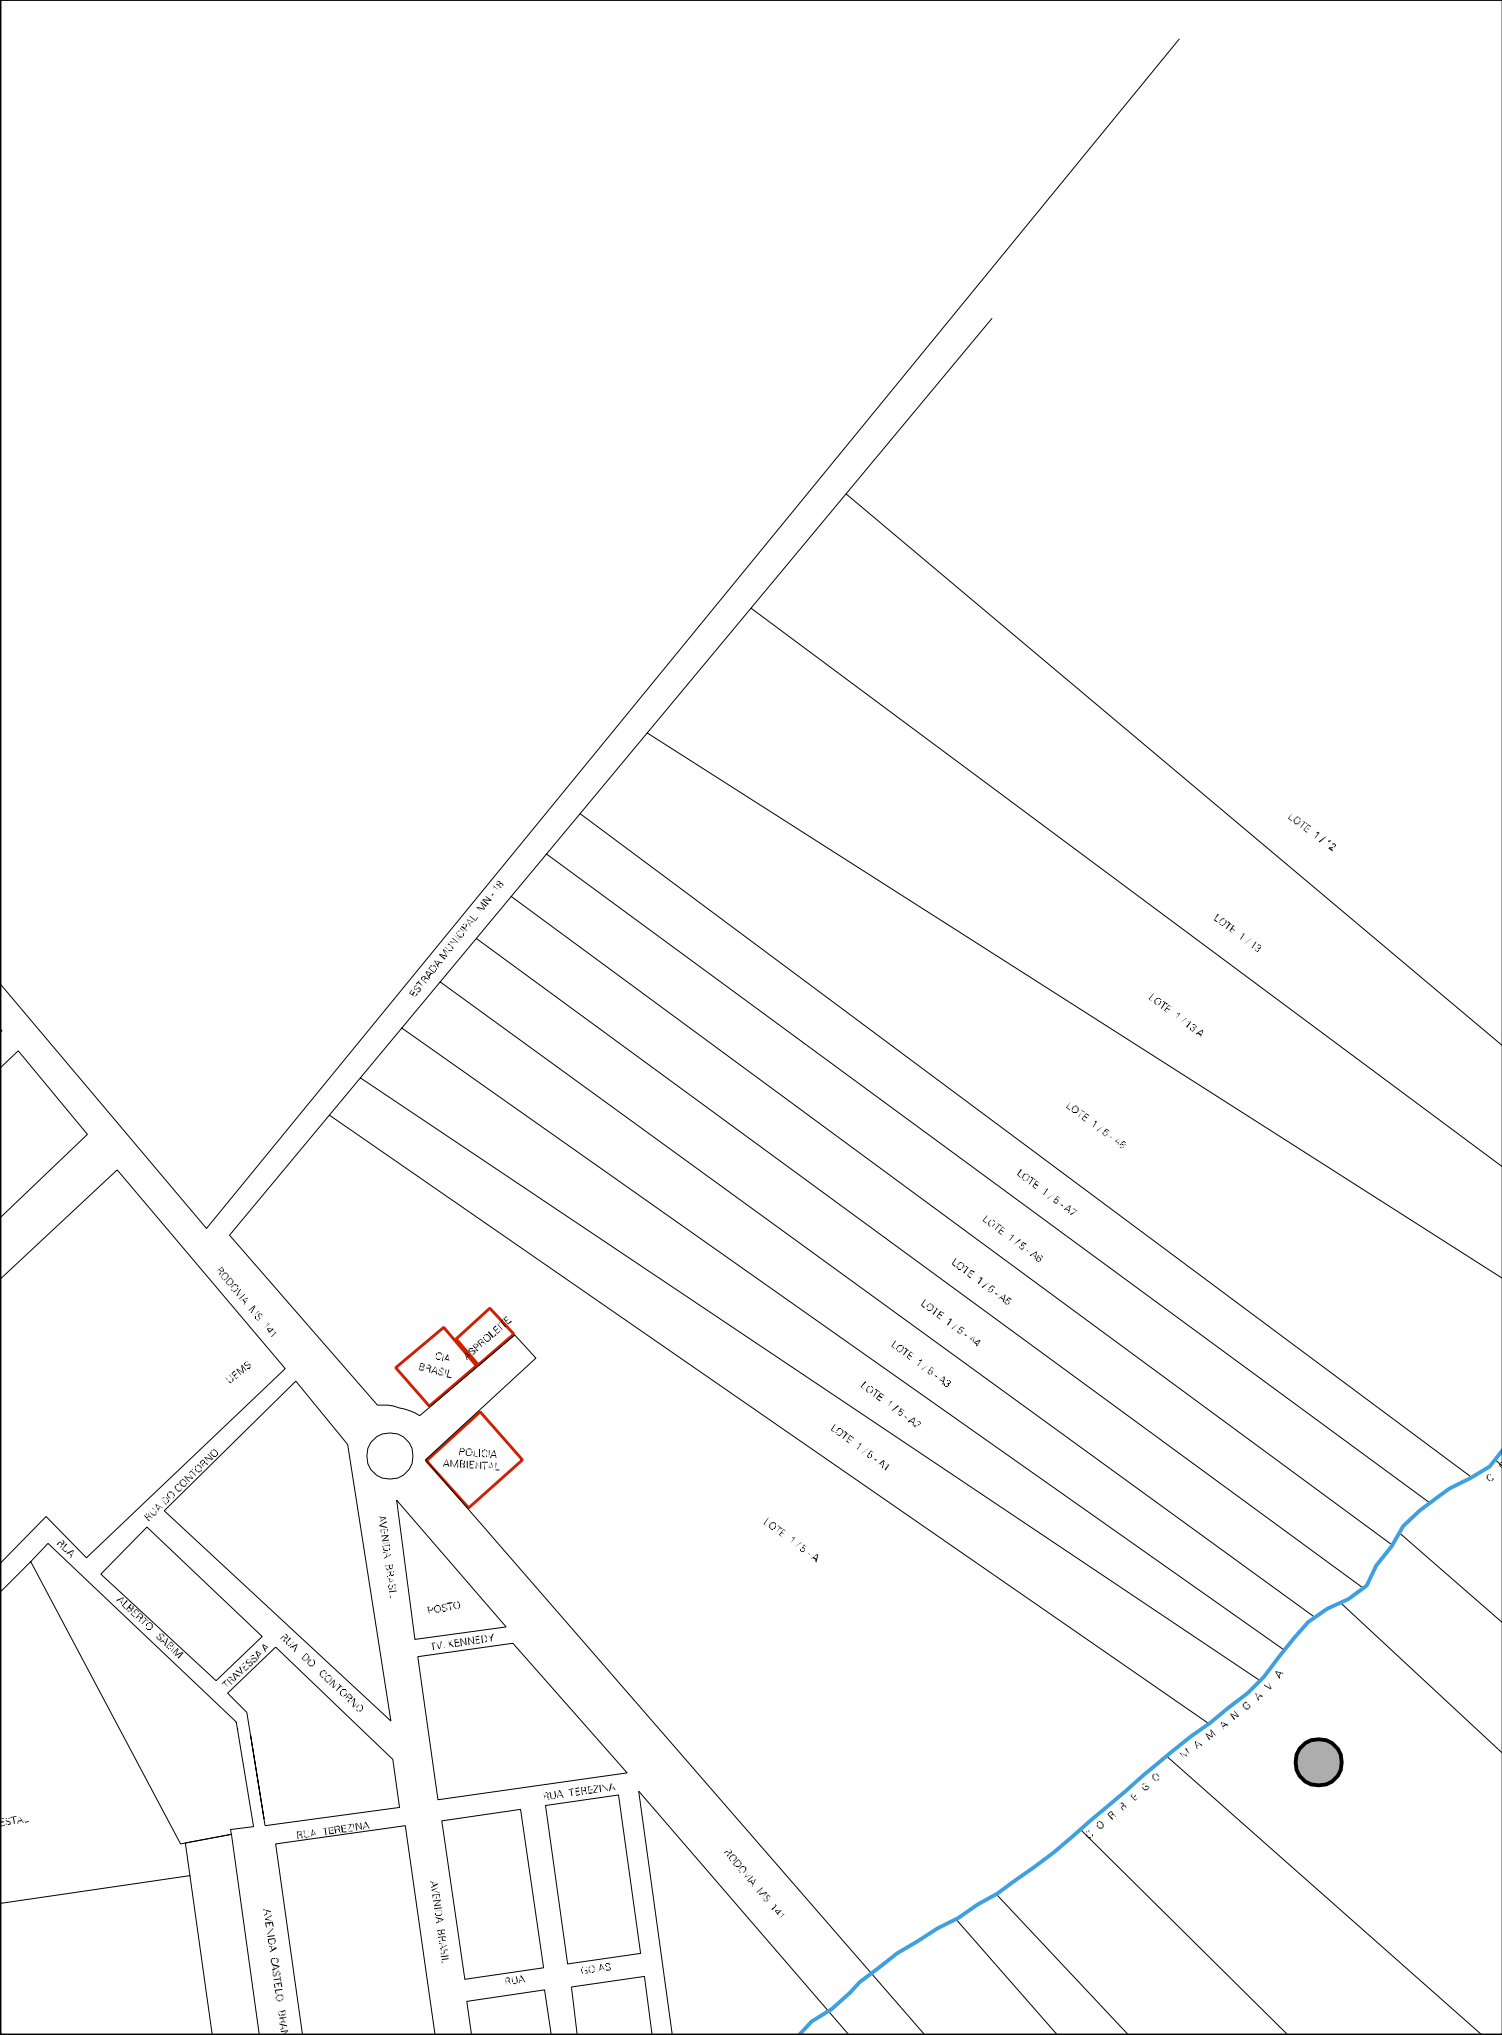 LOTE 1/12
LOTE 1/13
ESTRADA MUNICIPAL MN-18
LOTE 1/13A
LOTE 1/5-A8
LOTE 1/5-A7
LOTE 1/5-A6
LOTE 1/5-A5
LOTE 1/5-A4
LOTE 1/5-A3
LOTE 1/5-A2
LOTE 1/5-A1
LOTE 1/5-A
RODOVIA MS 141
UEMS
ASPROLEITE
CIA
BRASIL
POLICIA
AMBIENTAL
RUA DO CONTORNO
AVENIDA BRASIL
RUA
ALBERTO SABIM
TRAVESSA A
RUA DO CONTORNO
POSTO
TV. KENNEDY
CORREGO MAMANGAVA
RUA TEREZINA
RUA TEREZINA
RODOVIA MS 141
AVENIDA BRASIL
AVENIDA CASTELO BRAN
RUA
GOIAS